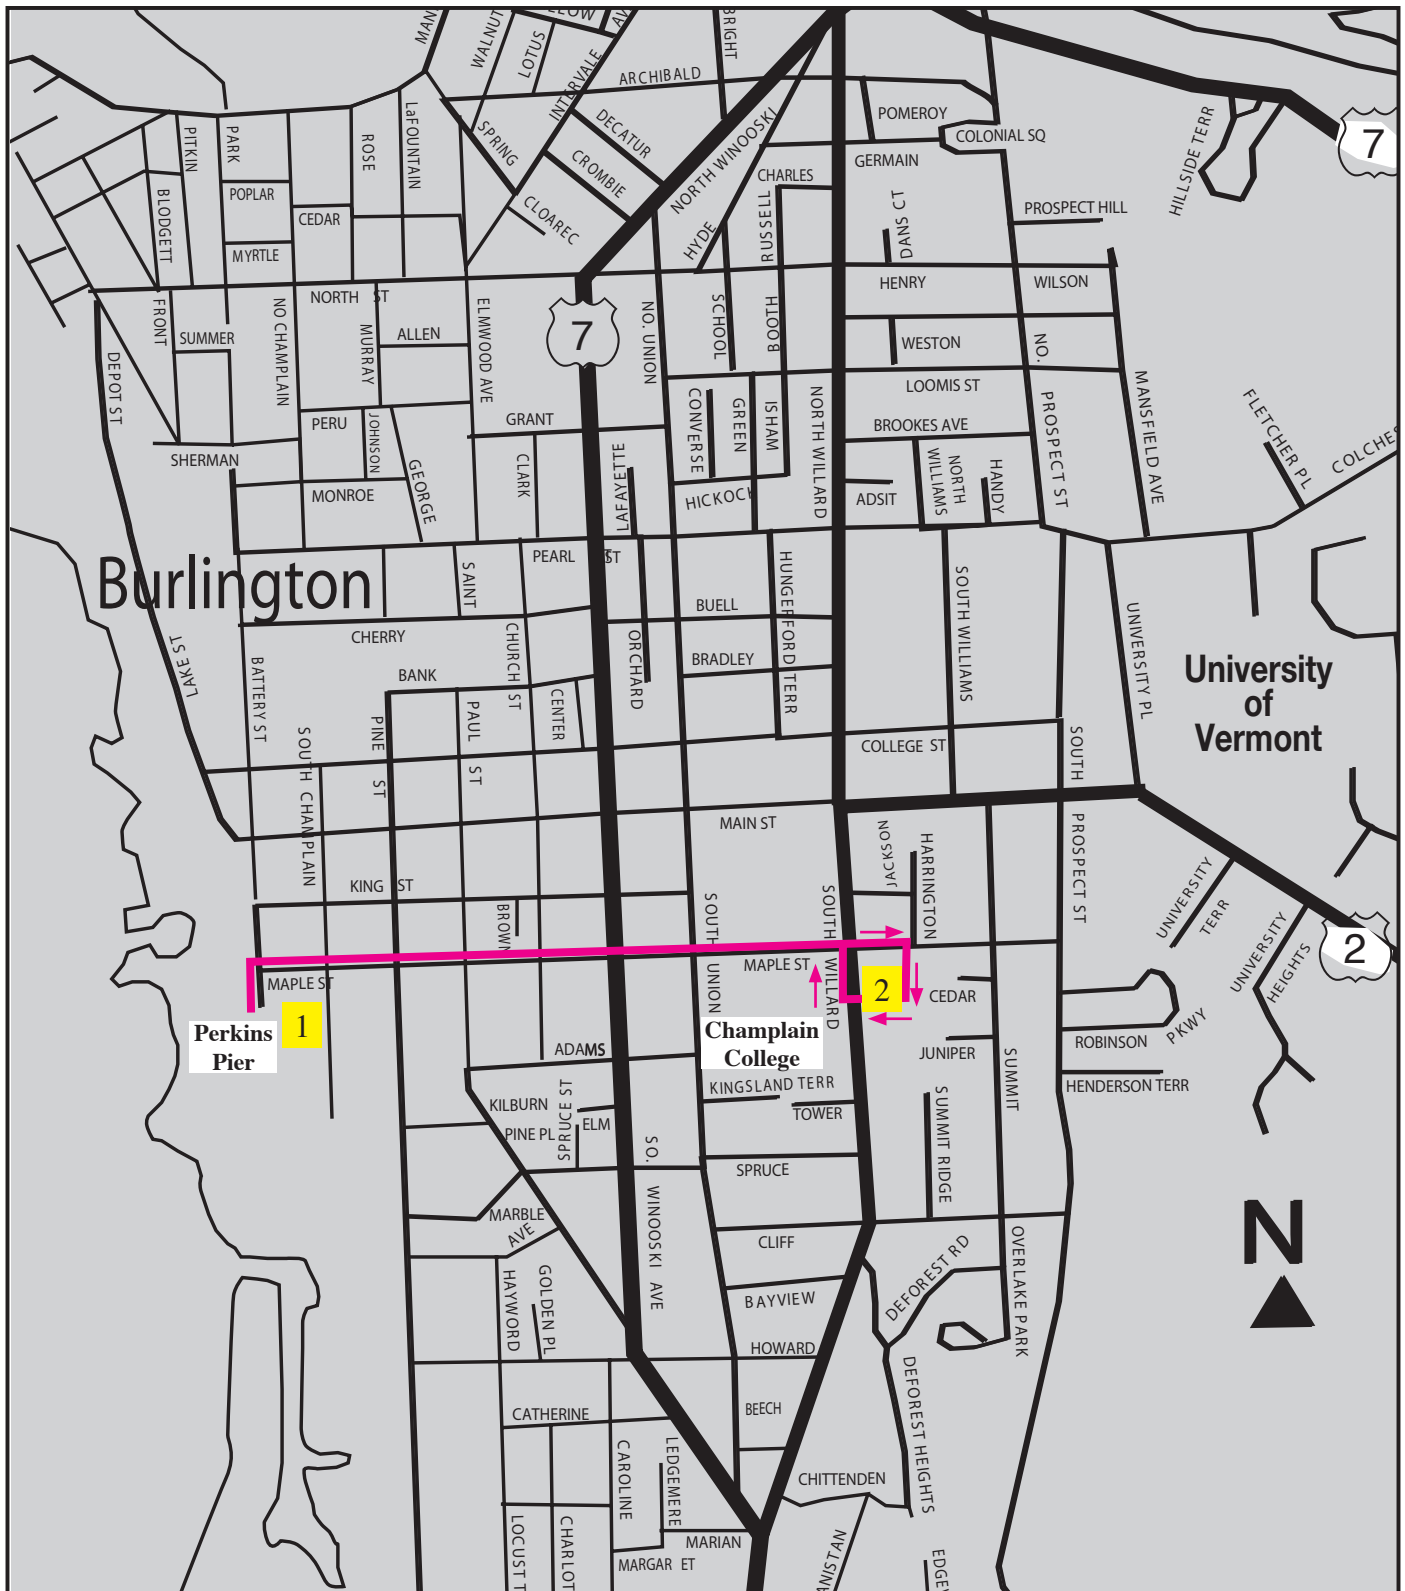 MAN
WALNUT
LOTUS
LLOW
AV
INTERVALE
BRIGHT
ARCHIBALD
POMEROY
COLONIAL SQ
GERMAIN
HILLSIDE TERR
7
PITKIN
PARK
ROSE
LaFOUNTAIN
SPRING
DECATUR
CROMBIE
CLOAREC
NORTH WINOOSKI
HYDE
CHARLES
RUSSELL
DANS CT
PROSPECT HILL
POPLAR
CEDAR
BLODGETT
MYRTLE
NORTH ST
HENRY
WILSON
FRONT
SUMMER
NO CHAMPLAIN
MURRAY
ALLEN
ELMWOOD AVE
7
NO. UNION
SCHOOL
BOOTH
WESTON
NO.
PROSPECT ST
DEPOT ST
LOOMIS ST
MANSFIELD AVE
FLETCHER PL
COLCHES
PERU
JOHNSON
GRANT
CONVERSE
GREEN
ISHAM
NORTH WILLARD
BROOKES AVE
SHERMAN
GEORGE
MONROE
CLARK
LAFAYETTE
HICKOCK
ADSIT
NORTH
WILLIAMS
HANDY
PEARL ST
Burlington
SAINT
PAUL
ST
CHERRY
CHURCH ST
BUELL
HUNGERFORD TERR
SOUTH WILLIAMS
UNIVERSITY PL
University
of
Vermont
LAKE ST
BATTERY ST
BANK
CENTER
ORCHARD
BRADLEY
SOUTH CHAMPLAIN
PINE
ST
COLLEGE ST
SOUTH
PROSPECT ST
MAIN ST
JACKSON
HARRINGTON
KING ST
BROWN
SOUTH
UNION
SOUTH
WILLARD
UNIVERSITY
TERR
UNIVERSITY
HEIGHTS
2
MAPLE ST
MAPLE ST
1
2
CEDAR
Perkins
Pier
Champlain
College
ADAMS
JUNIPER
SUMMIT
ROBINSON
PKWY
HENDERSON TERR
KILBURN
SPRUCE ST
ELM
PINE PL
KINGSLAND TERR
TOWER
SUMMIT RIDGE
SO.
WINOOSKI AVE
SPRUCE
MARBLE
AVE
CLIFF
DEFOREST RD
OVERLAKE PARK
N
HAYWORD
GOLDEN PL
BAYVIEW
HOWARD
DEFOREST HEIGHTS
CATHERINE
BEECH
CAROLINE
LEDGEMERE
CHITTENDEN
LOCUST T
CHARLOT
MARIAN
MARGAR ET
ANISTAN
EDGEW